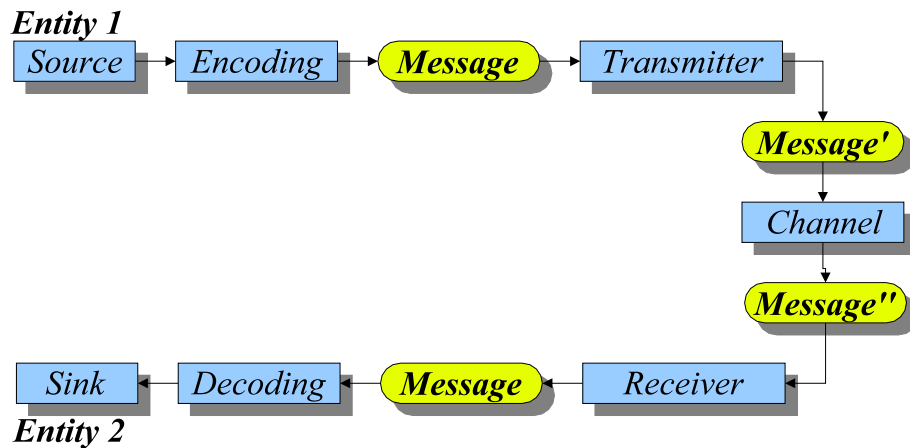 Entity 1
Source
Encoding
Message
Transmitter
Message'
Channel
Message"
Sink
Decoding
Message
Receiver
Entity 2